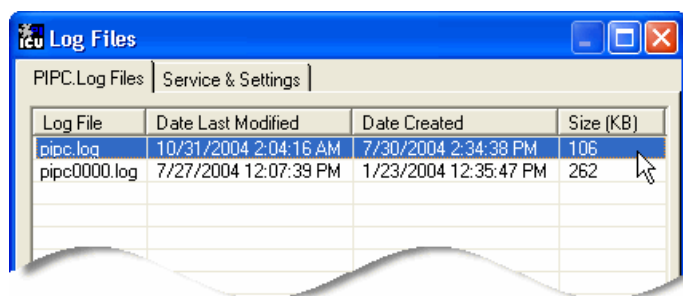 ICU Log Files
PIPC.Log Files Service & Settings
Log File Date Last Modified Date Created Size (KB)
pipc.log 10/31/2004 2:04:16 AM 7/30/2004 2:34:38 PM 106
pipc0000.log 7/27/2004 12:07:39 PM 1/23/2004 12:35:47 PM 262